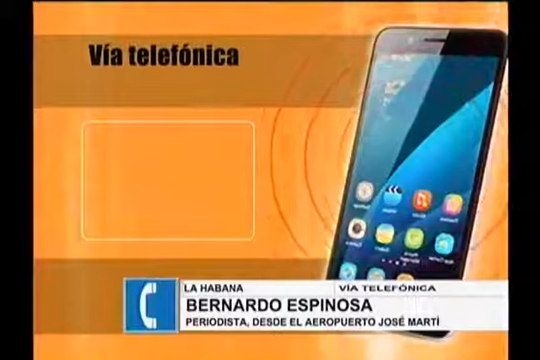 Vía telefónica
LA HABANA
VÍA TELEFÓNICA
BERNARDO ESPINOSA
PERIODISTA, DESDE EL AEROPUERTO JOSÉ MARTÍ